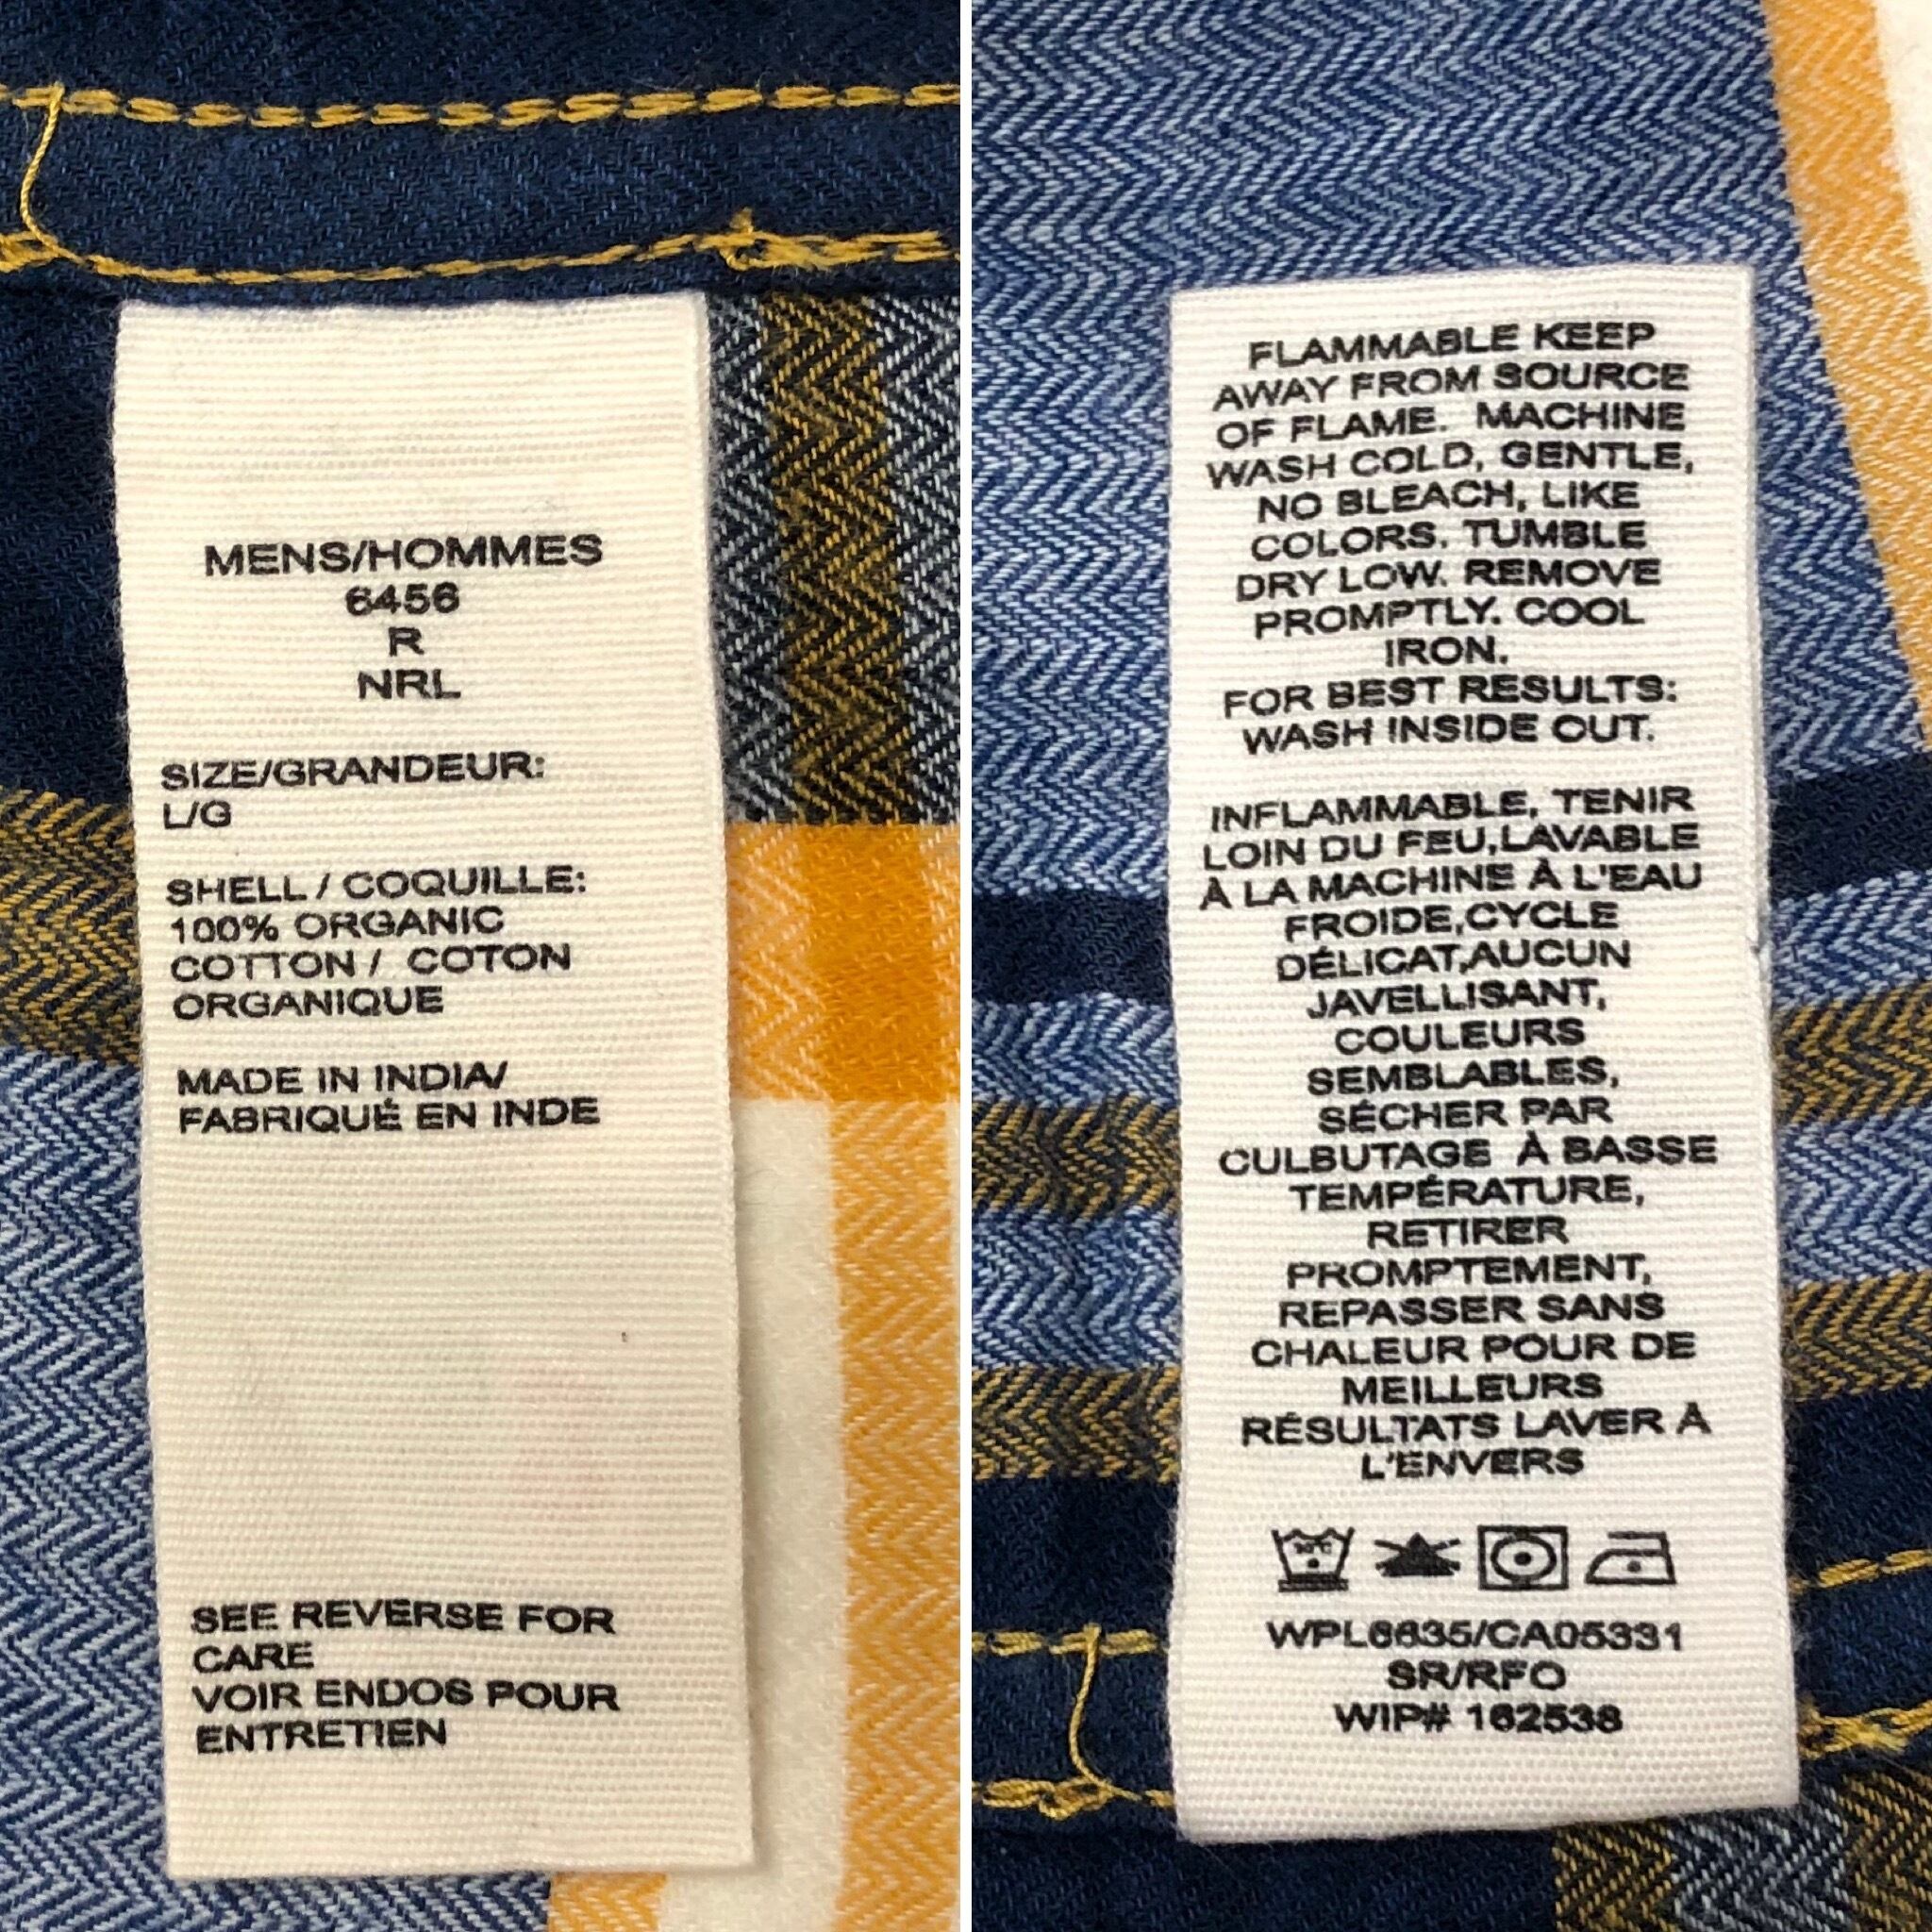 MENS/HOMMES
6456
R
NRL
SIZE/GRANDEUR:
L/G
SHELL / COQUILLE:
100% ORGANIC
COTTON / COTON
ORGANIQUE
MADE IN INDIA/
FABRIQUÉ EN INDE
SEE REVERSE FOR
CARE
VOIR ENDOS POUR
ENTRETIEN
FLAMMABLE KEEP
AWAY FROM SOURCE
OF FLAME. MACHINE
WASH COLD, GENTLE,
NO BLEACH, LIKE
COLORS. TUMBLE
DRY LOW. REMOVE
PROMPTLY. COOL
IRON.
FOR BEST RESULTS:
WASH INSIDE OUT.
INFLAMMABLE, TENIR
LOIN DU FEU,LAVABLE
À LA MACHINE À L'EAU
FROIDE,CYCLE
DÉLICAT,AUCUN
JAVELLISANT,
COULEURS
SEMBLABLES,
SÉCHER PAR
CULBUTAGE À BASSE
TEMPÉRATURE,
RETIRER
PROMPTEMENT,
REPASSER SANS
CHALEUR POUR DE
MEILLEURS
RÉSULTATS LAVER À
L'ENVERS
30°C
WPL6635/CA05331
SR/RFO
WIP# 162538